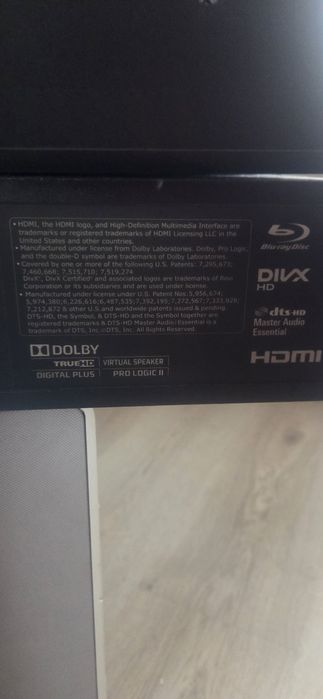 • HDMI, the HDMI logo, and High-Definition Multimedia Interface are
trademarks or registered trademarks of HDMI Licensing LLC in the
United States and other countries.
• Manufactured under license from Dolby Laboratories. Dolby, Pro Logic,
and the double-D symbol are trademarks of Dolby Laboratories.
• Covered by one or more of the following U.S. Patents: 7,295,673;
7,460,668; 7,515,710; 7,519,274
DivX®, DivX Certified® and associated logos are trademarks of Rovi
Corporation or its subsidiaries and are used under license.
• Manufactured under license under U.S. Patent Nos: 5,956,674;
5,974,380; 6,226,616; 6,487,535; 7,392,195; 7,272,567; 7,333,929;
7,212,872 & other U.S. and worldwide patents issued & pending.
DTS-HD, the Symbol, & DTS-HD and the Symbol together are
registered trademarks & DTS-HD Master Audio | Essential is a
trademark of DTS, Inc. ©DTS, Inc. All Rights Reserved.
DOLBY
TRUEHD VIRTUAL SPEAKER
DIGITAL PLUS PRO LOGIC II
Blu-ray Disc
DIVX
HD
dts-HD
Master Audio
Essential
HDMI